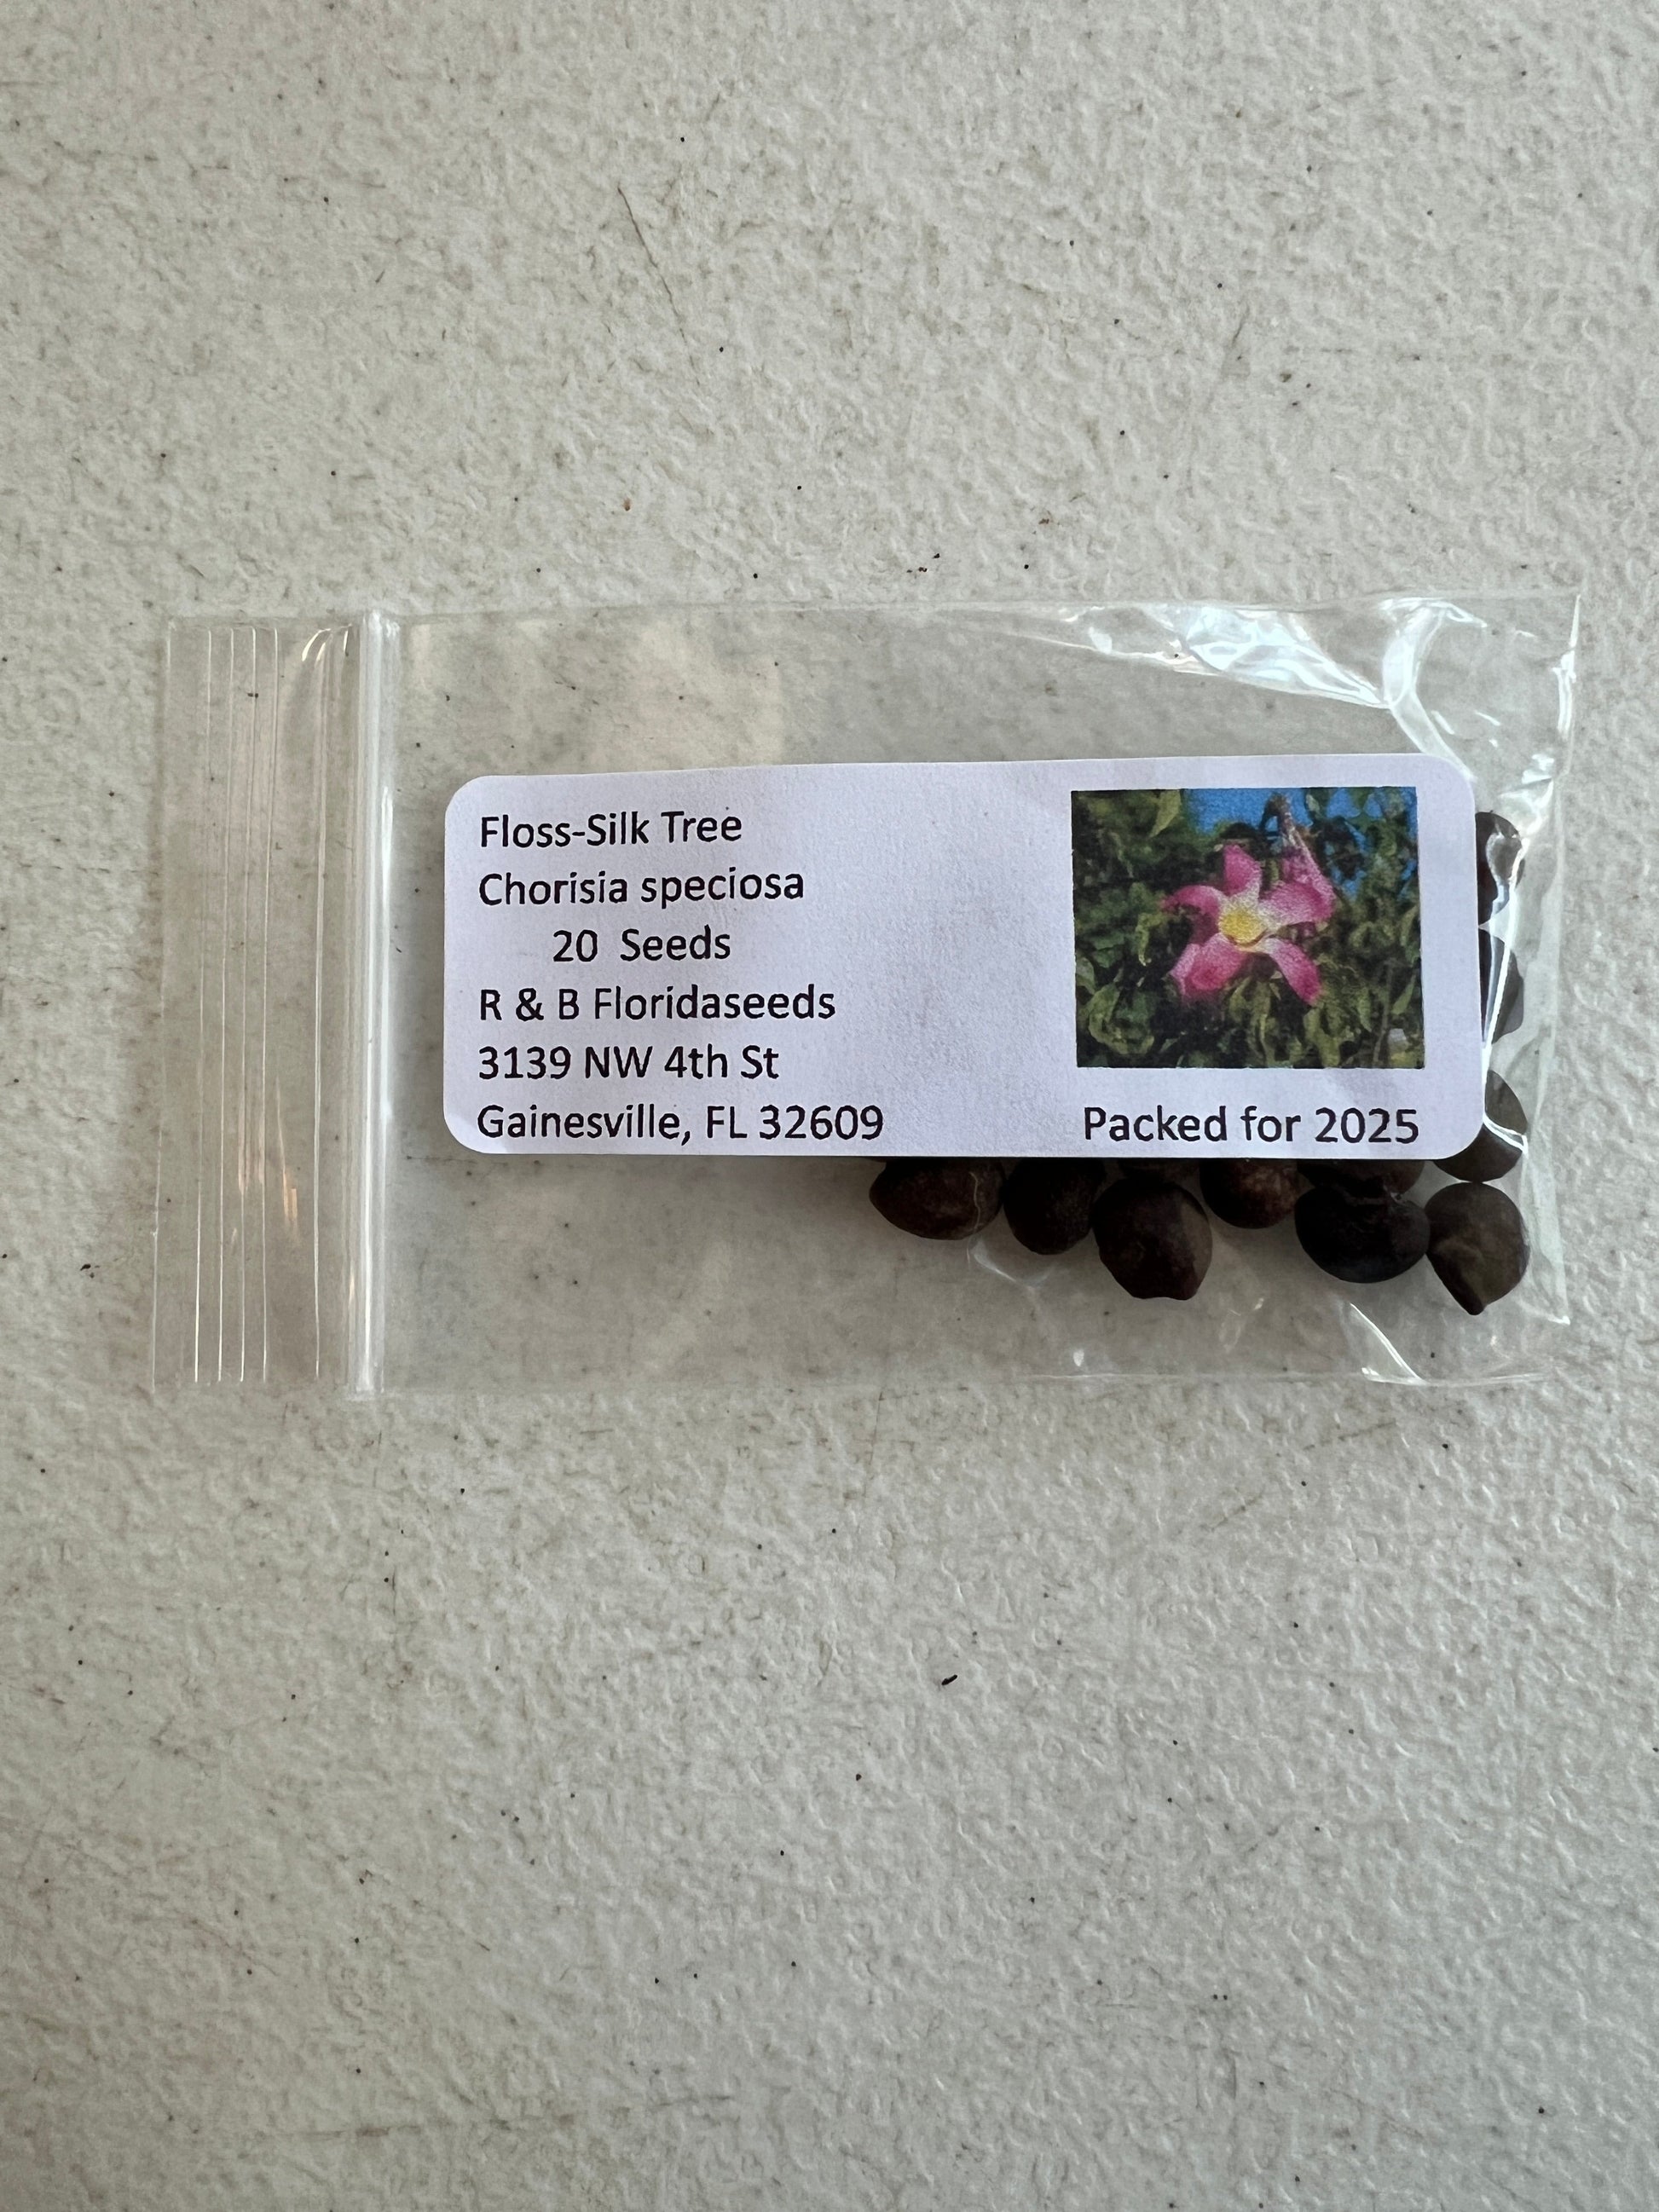 Floss-Silk Tree
Chorisia speciosa
20 Seeds
R & B Floridaseeds
3139 NW 4th St
Gainesville, FL 32609
Packed for 2025